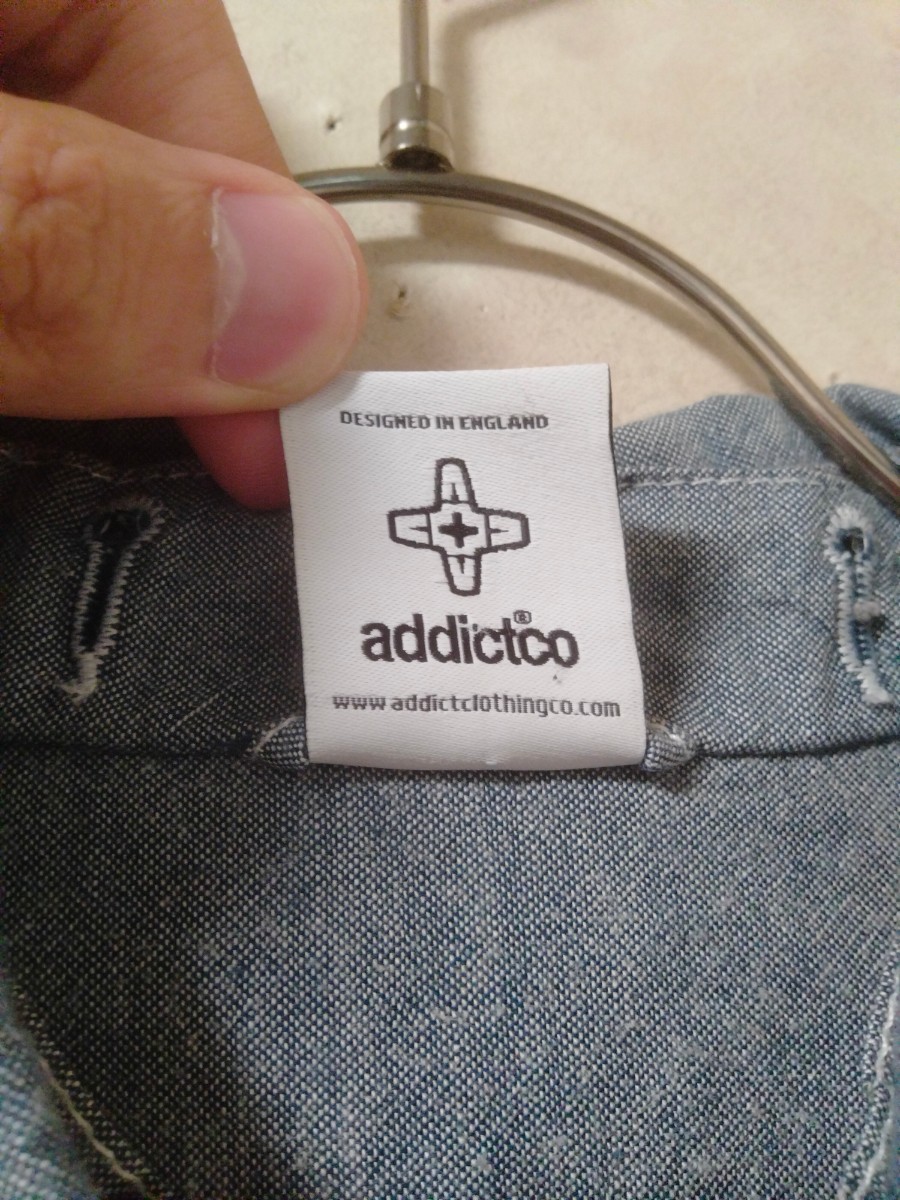 DESIGNED IN ENGLAND
addictco®
www.addictclothingco.com